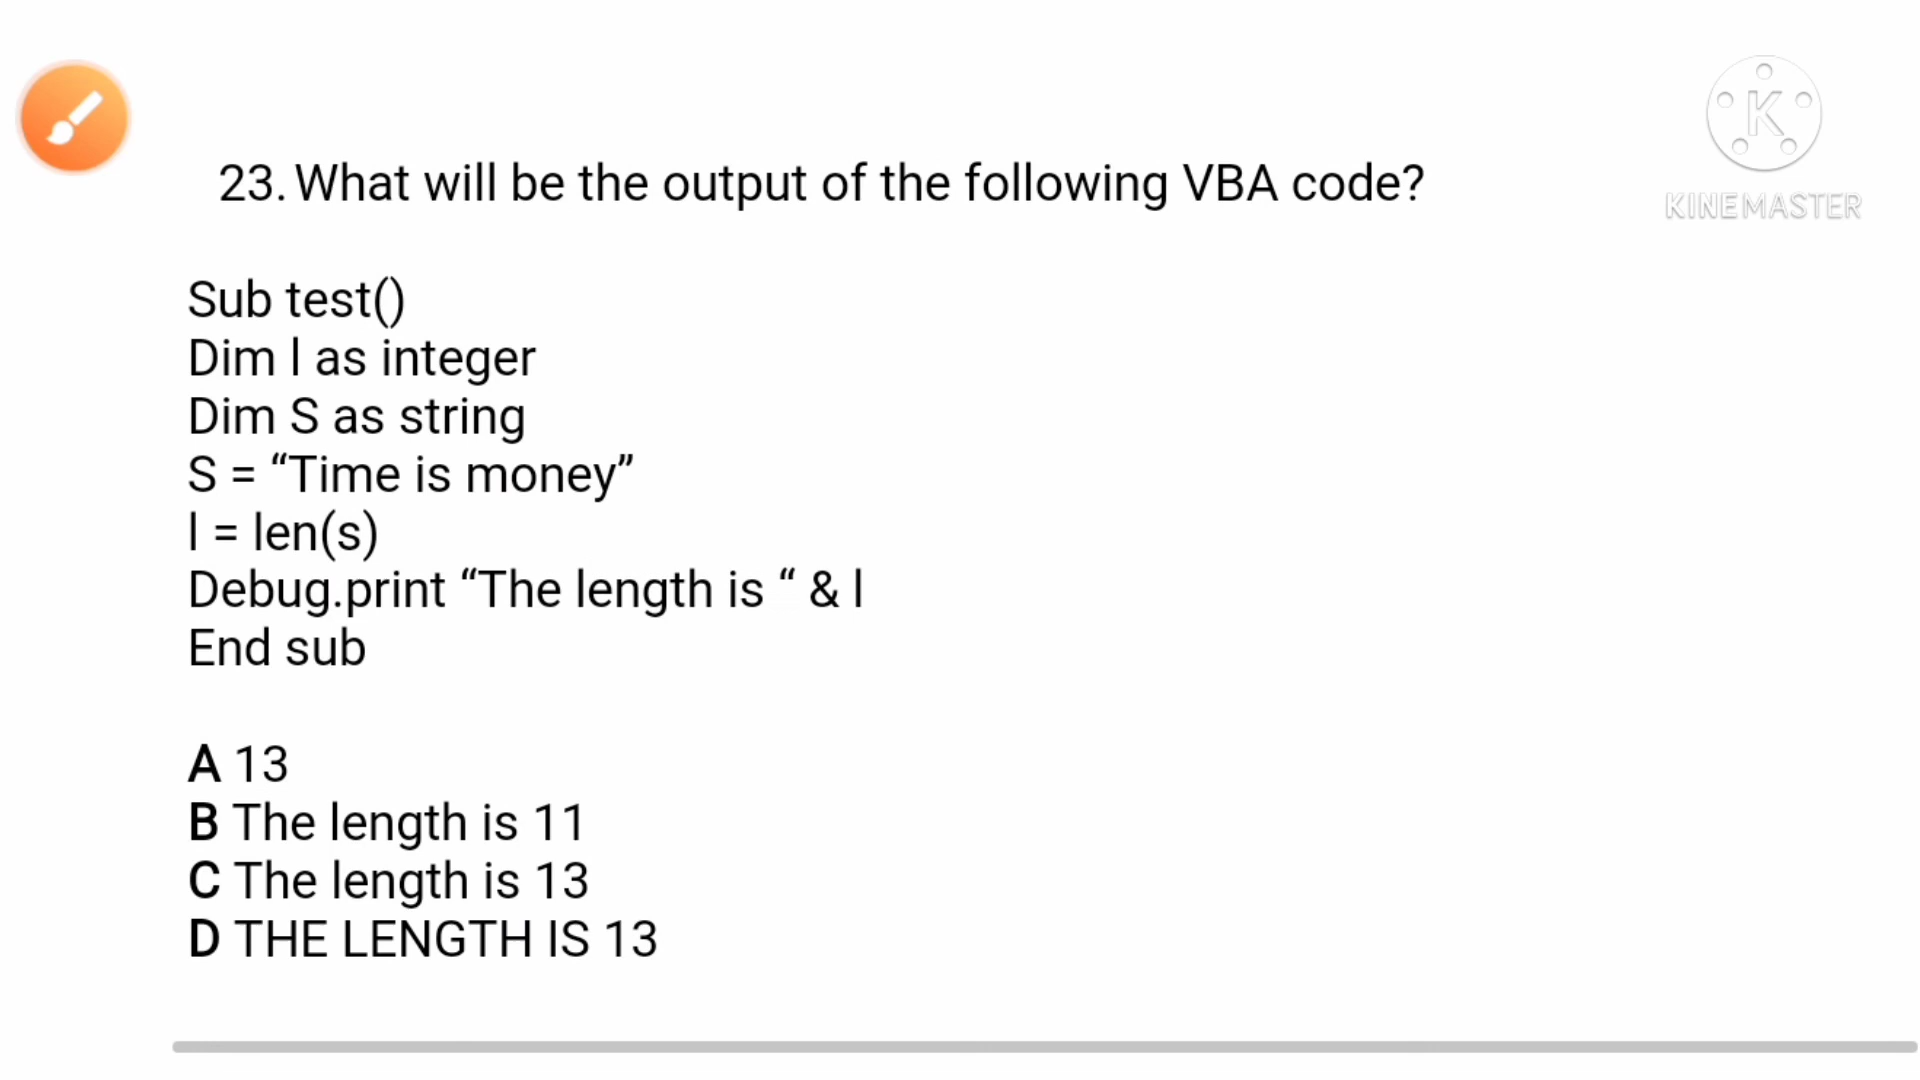 K
KINEMASTER
23. What will be the output of the following VBA code?
Sub test()
Dim l as integer
Dim S as string
S = “Time is money”
l = len(s)
Debug.print “The length is “ & l
End sub
A 13
B The length is 11
C The length is 13
D THE LENGTH IS 13